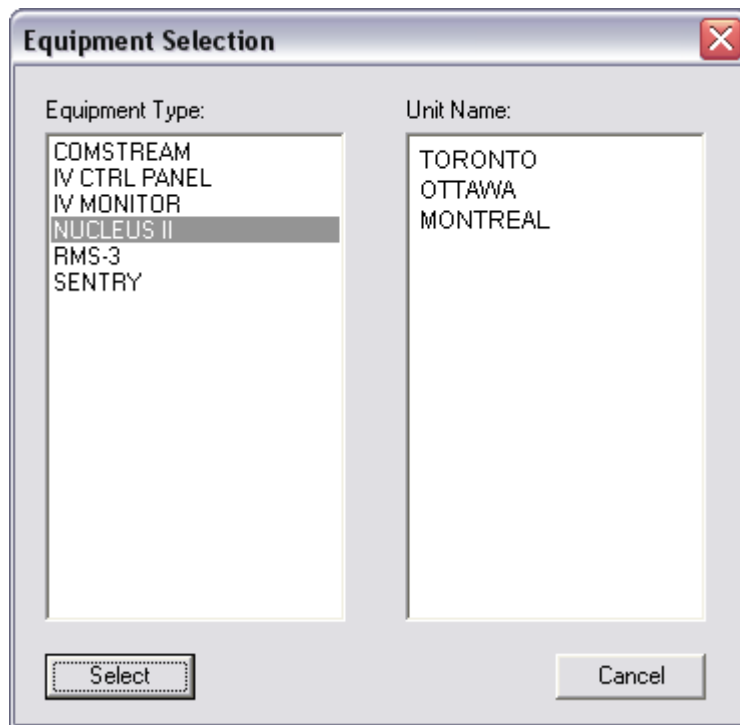 Equipment Selection
Equipment Type:
COMSTREAM
IV CTRL PANEL
IV MONITOR
NUCLEUS II
RMS-3
SENTRY
Unit Name:
TORONTO
OTTAWA
MONTREAL
Select
Cancel